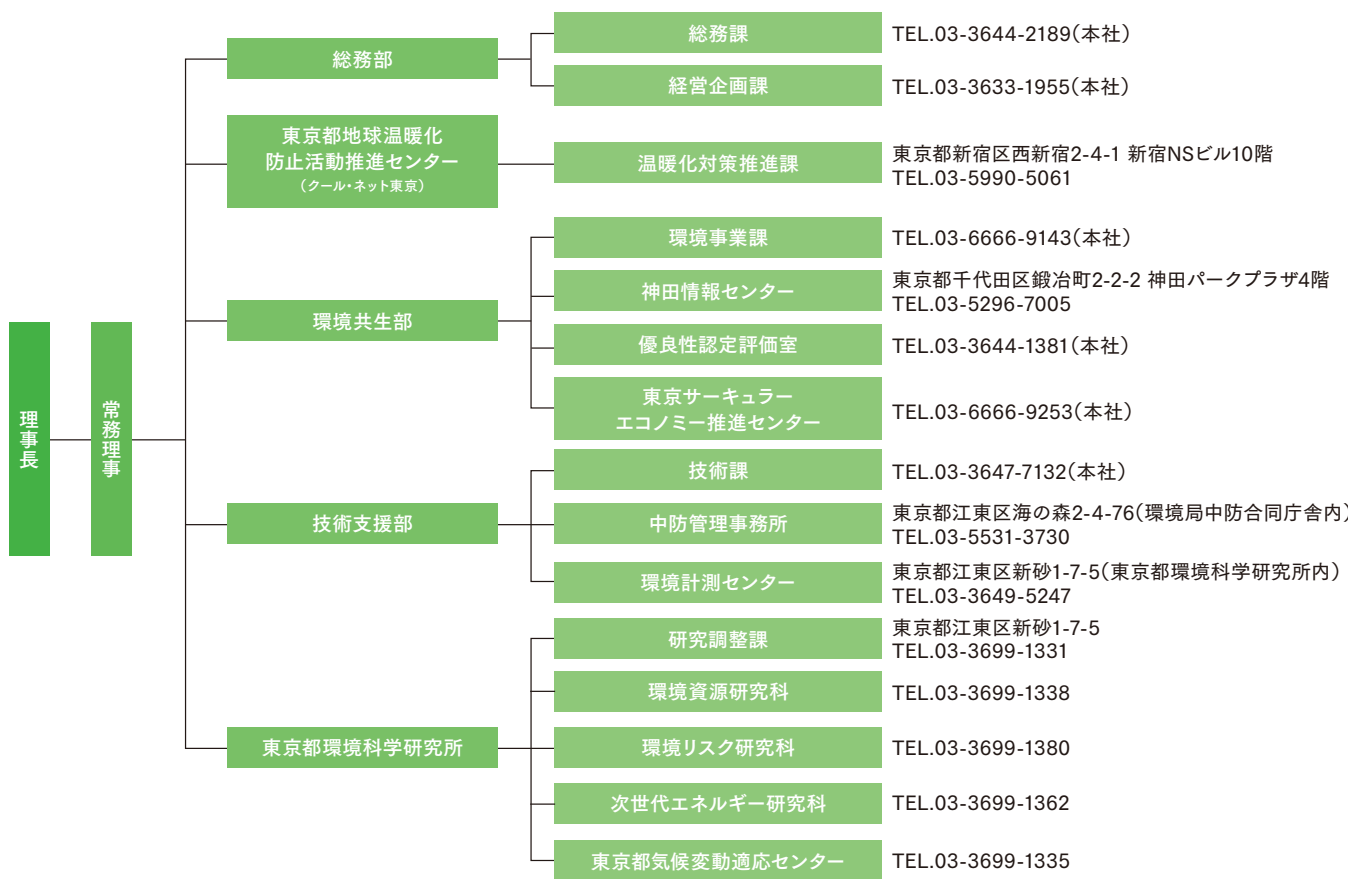 理事長
常務理事
総務部
総務課
TEL.03-3644-2189(本社)
経営企画課
TEL.03-3633-1955(本社)
東京都地球温暖化
防止活動推進センター
(クール・ネット東京)
温暖化対策推進課
東京都新宿区西新宿2-4-1 新宿NSビル10階
TEL.03-5990-5061
環境共生部
環境事業課
TEL.03-6666-9143(本社)
神田情報センター
東京都千代田区鍛冶町2-2-2 神田パークプラザ4階
TEL.03-5296-7005
優良性認定評価室
TEL.03-3644-1381(本社)
東京サーキュラー
エコノミー推進センター
TEL.03-6666-9253(本社)
技術支援部
技術課
TEL.03-3647-7132(本社)
中防管理事務所
東京都江東区海の森2-4-76(環境局中防合同庁舎内)
TEL.03-5531-3730
環境計測センター
東京都江東区新砂1-7-5(東京都環境科学研究所内)
TEL.03-3649-5247
東京都環境科学研究所
研究調整課
東京都江東区新砂1-7-5
TEL.03-3699-1331
環境資源研究科
TEL.03-3699-1338
環境リスク研究科
TEL.03-3699-1380
次世代エネルギー研究科
TEL.03-3699-1362
東京都気候変動適応センター
TEL.03-3699-1335